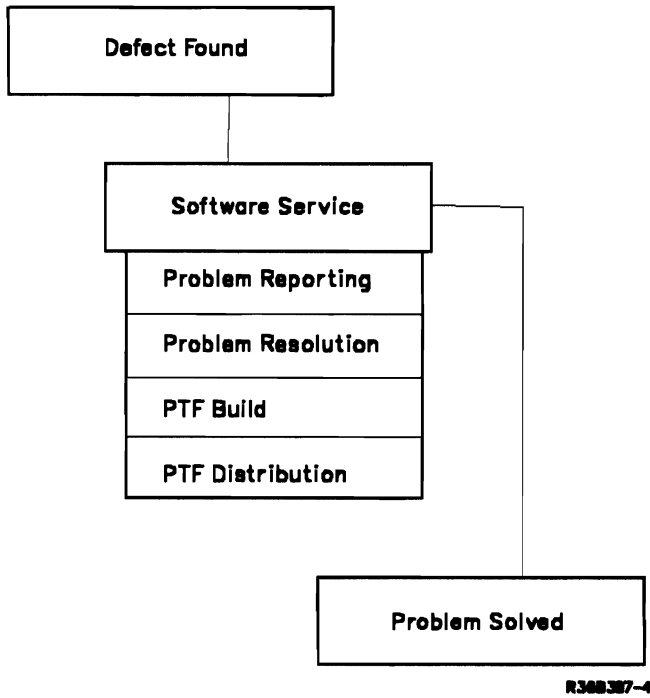 Defect Found
Software Service
Problem Reporting
Problem Resolution
PTF Build
PTF Distribution
Problem Solved